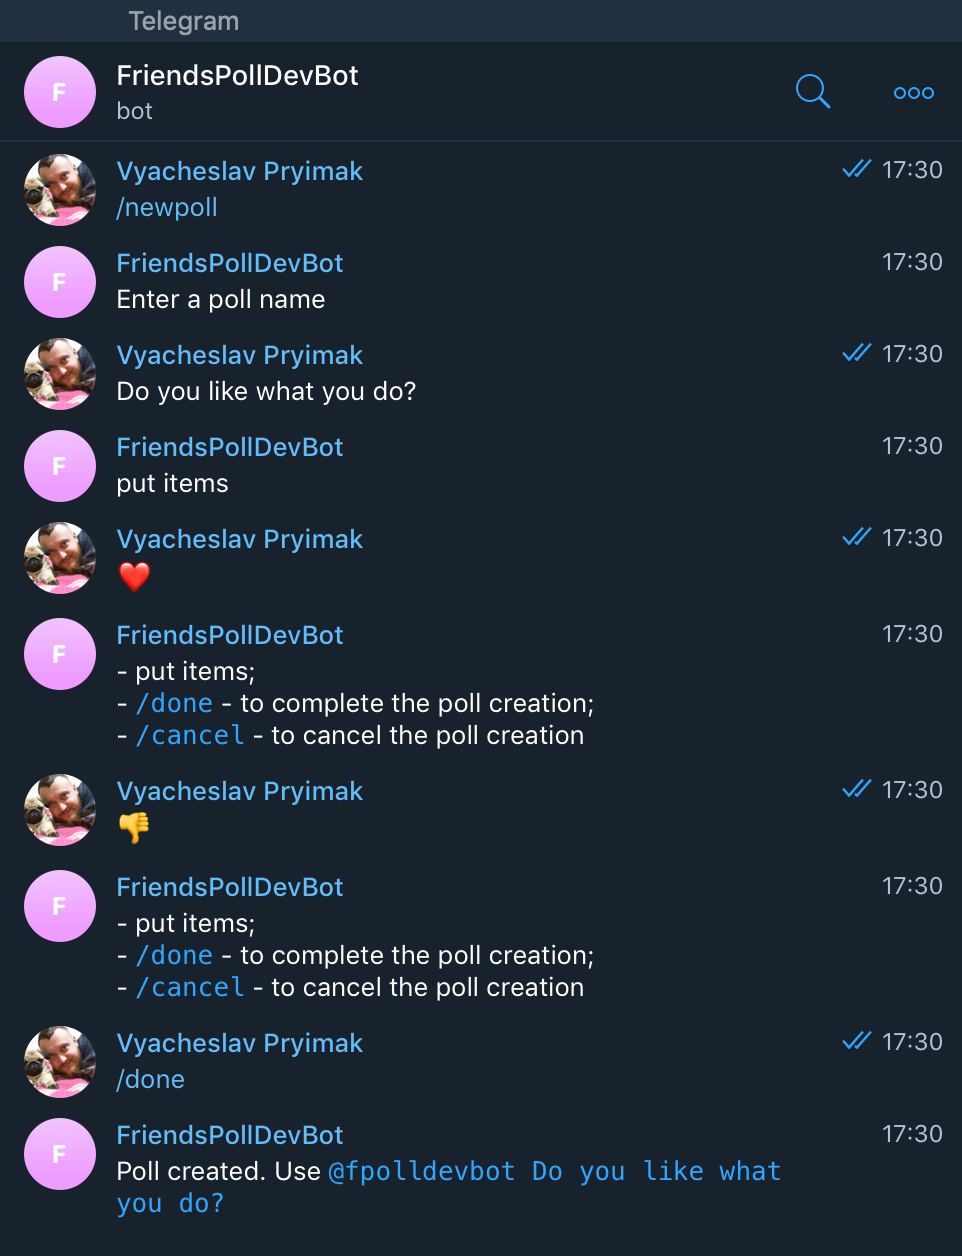 Telegram
F
FriendsPollDevBot
bot
Vyacheslav Pryimak
17:30
/newpoll
F
FriendsPollDevBot
17:30
Enter a poll name
Vyacheslav Pryimak
17:30
Do you like what you do?
F
FriendsPollDevBot
17:30
put items
Vyacheslav Pryimak
17:30
❤️
F
FriendsPollDevBot
17:30
- put items;
- /done - to complete the poll creation;
- /cancel - to cancel the poll creation
Vyacheslav Pryimak
17:30
👎
F
FriendsPollDevBot
17:30
- put items;
- /done - to complete the poll creation;
- /cancel - to cancel the poll creation
Vyacheslav Pryimak
17:30
/done
F
FriendsPollDevBot
17:30
Poll created. Use @fpolldevbot Do you like what
you do?